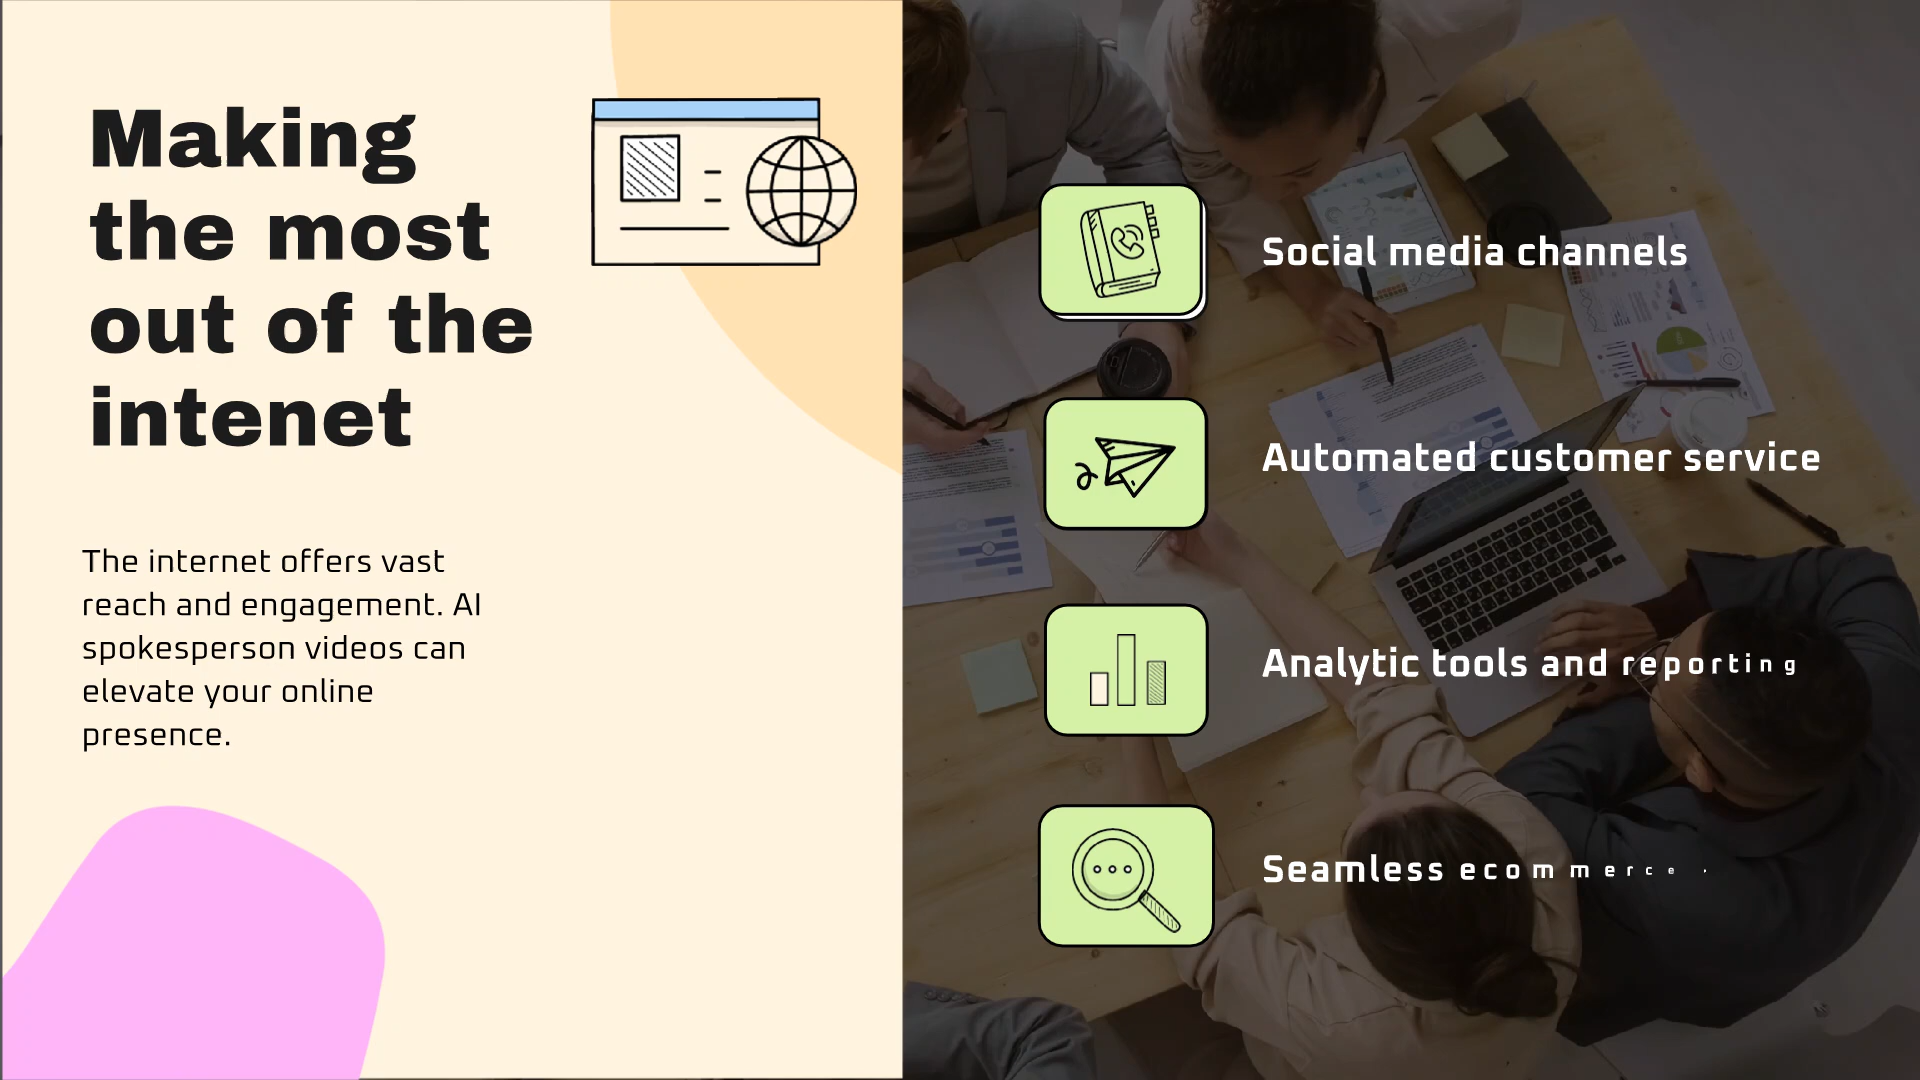 Making
the most
out of the
intenet
The internet offers vast
reach and engagement. AI
spokesperson videos can
elevate your online
presence.
Social media channels
Automated customer service
Analytic tools and reporting
Seamless ecommerce